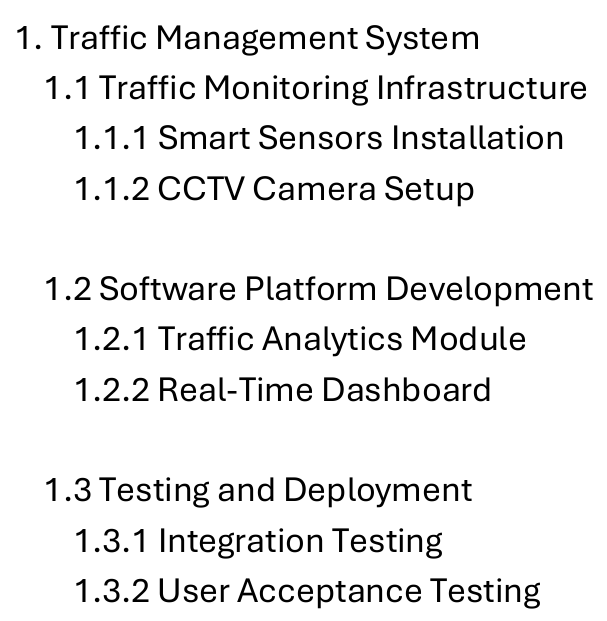 1. Traffic Management System
1.1 Traffic Monitoring Infrastructure
1.1.1 Smart Sensors Installation
1.1.2 CCTV Camera Setup
1.2 Software Platform Development
1.2.1 Traffic Analytics Module
1.2.2 Real-Time Dashboard
1.3 Testing and Deployment
1.3.1 Integration Testing
1.3.2 User Acceptance Testing